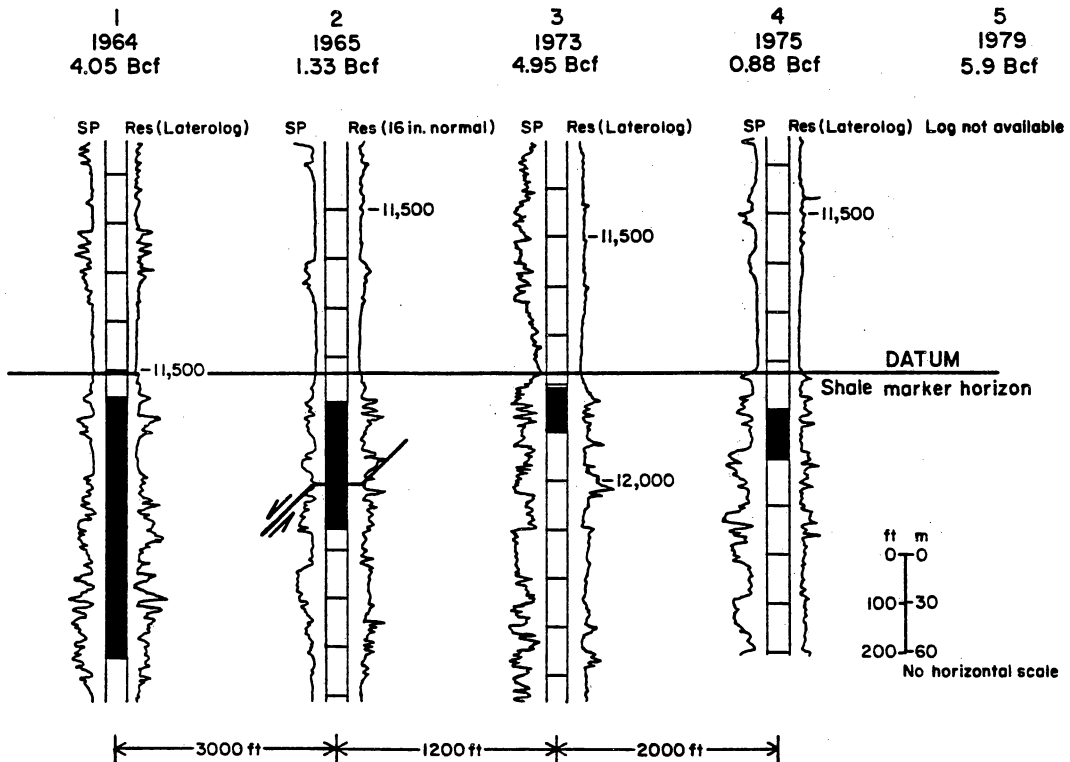 1 2 3 4 5
1964 1965 1973 1975 1979
4.05 Bcf 1.33 Bcf 4.95 Bcf 0.88 Bcf 5.9 Bcf
SP Res (Laterolog) SP Res (16 in. normal) SP Res (Laterolog) SP Res (Laterolog) Log not available
-11,500 -11,500
-11,500
-11,500 DATUM
Shale marker horizon
-12,000
ft m
0 0
100 30
200 60
No horizontal scale
3000 ft 1200 ft 2000 ft